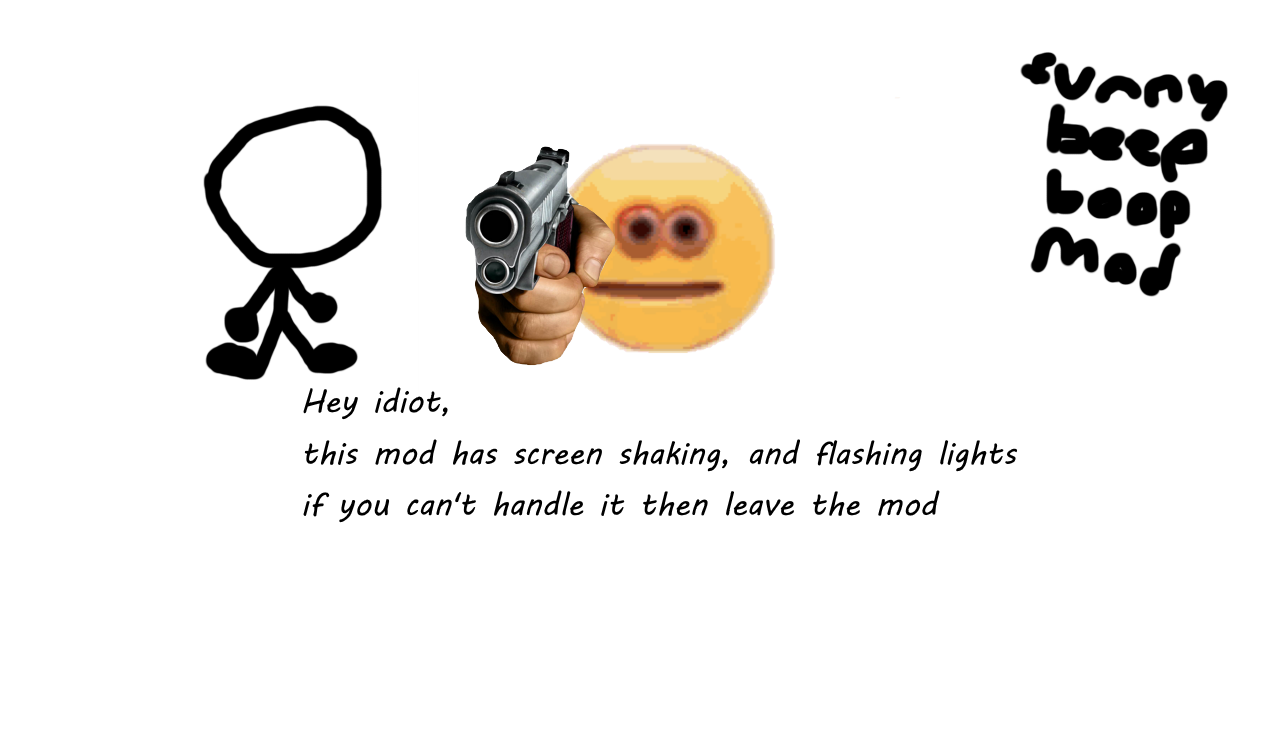 funny
beep
boop
mod
Hey idiot,
this mod has screen shaking, and flashing lights
if you can't handle it then leave the mod